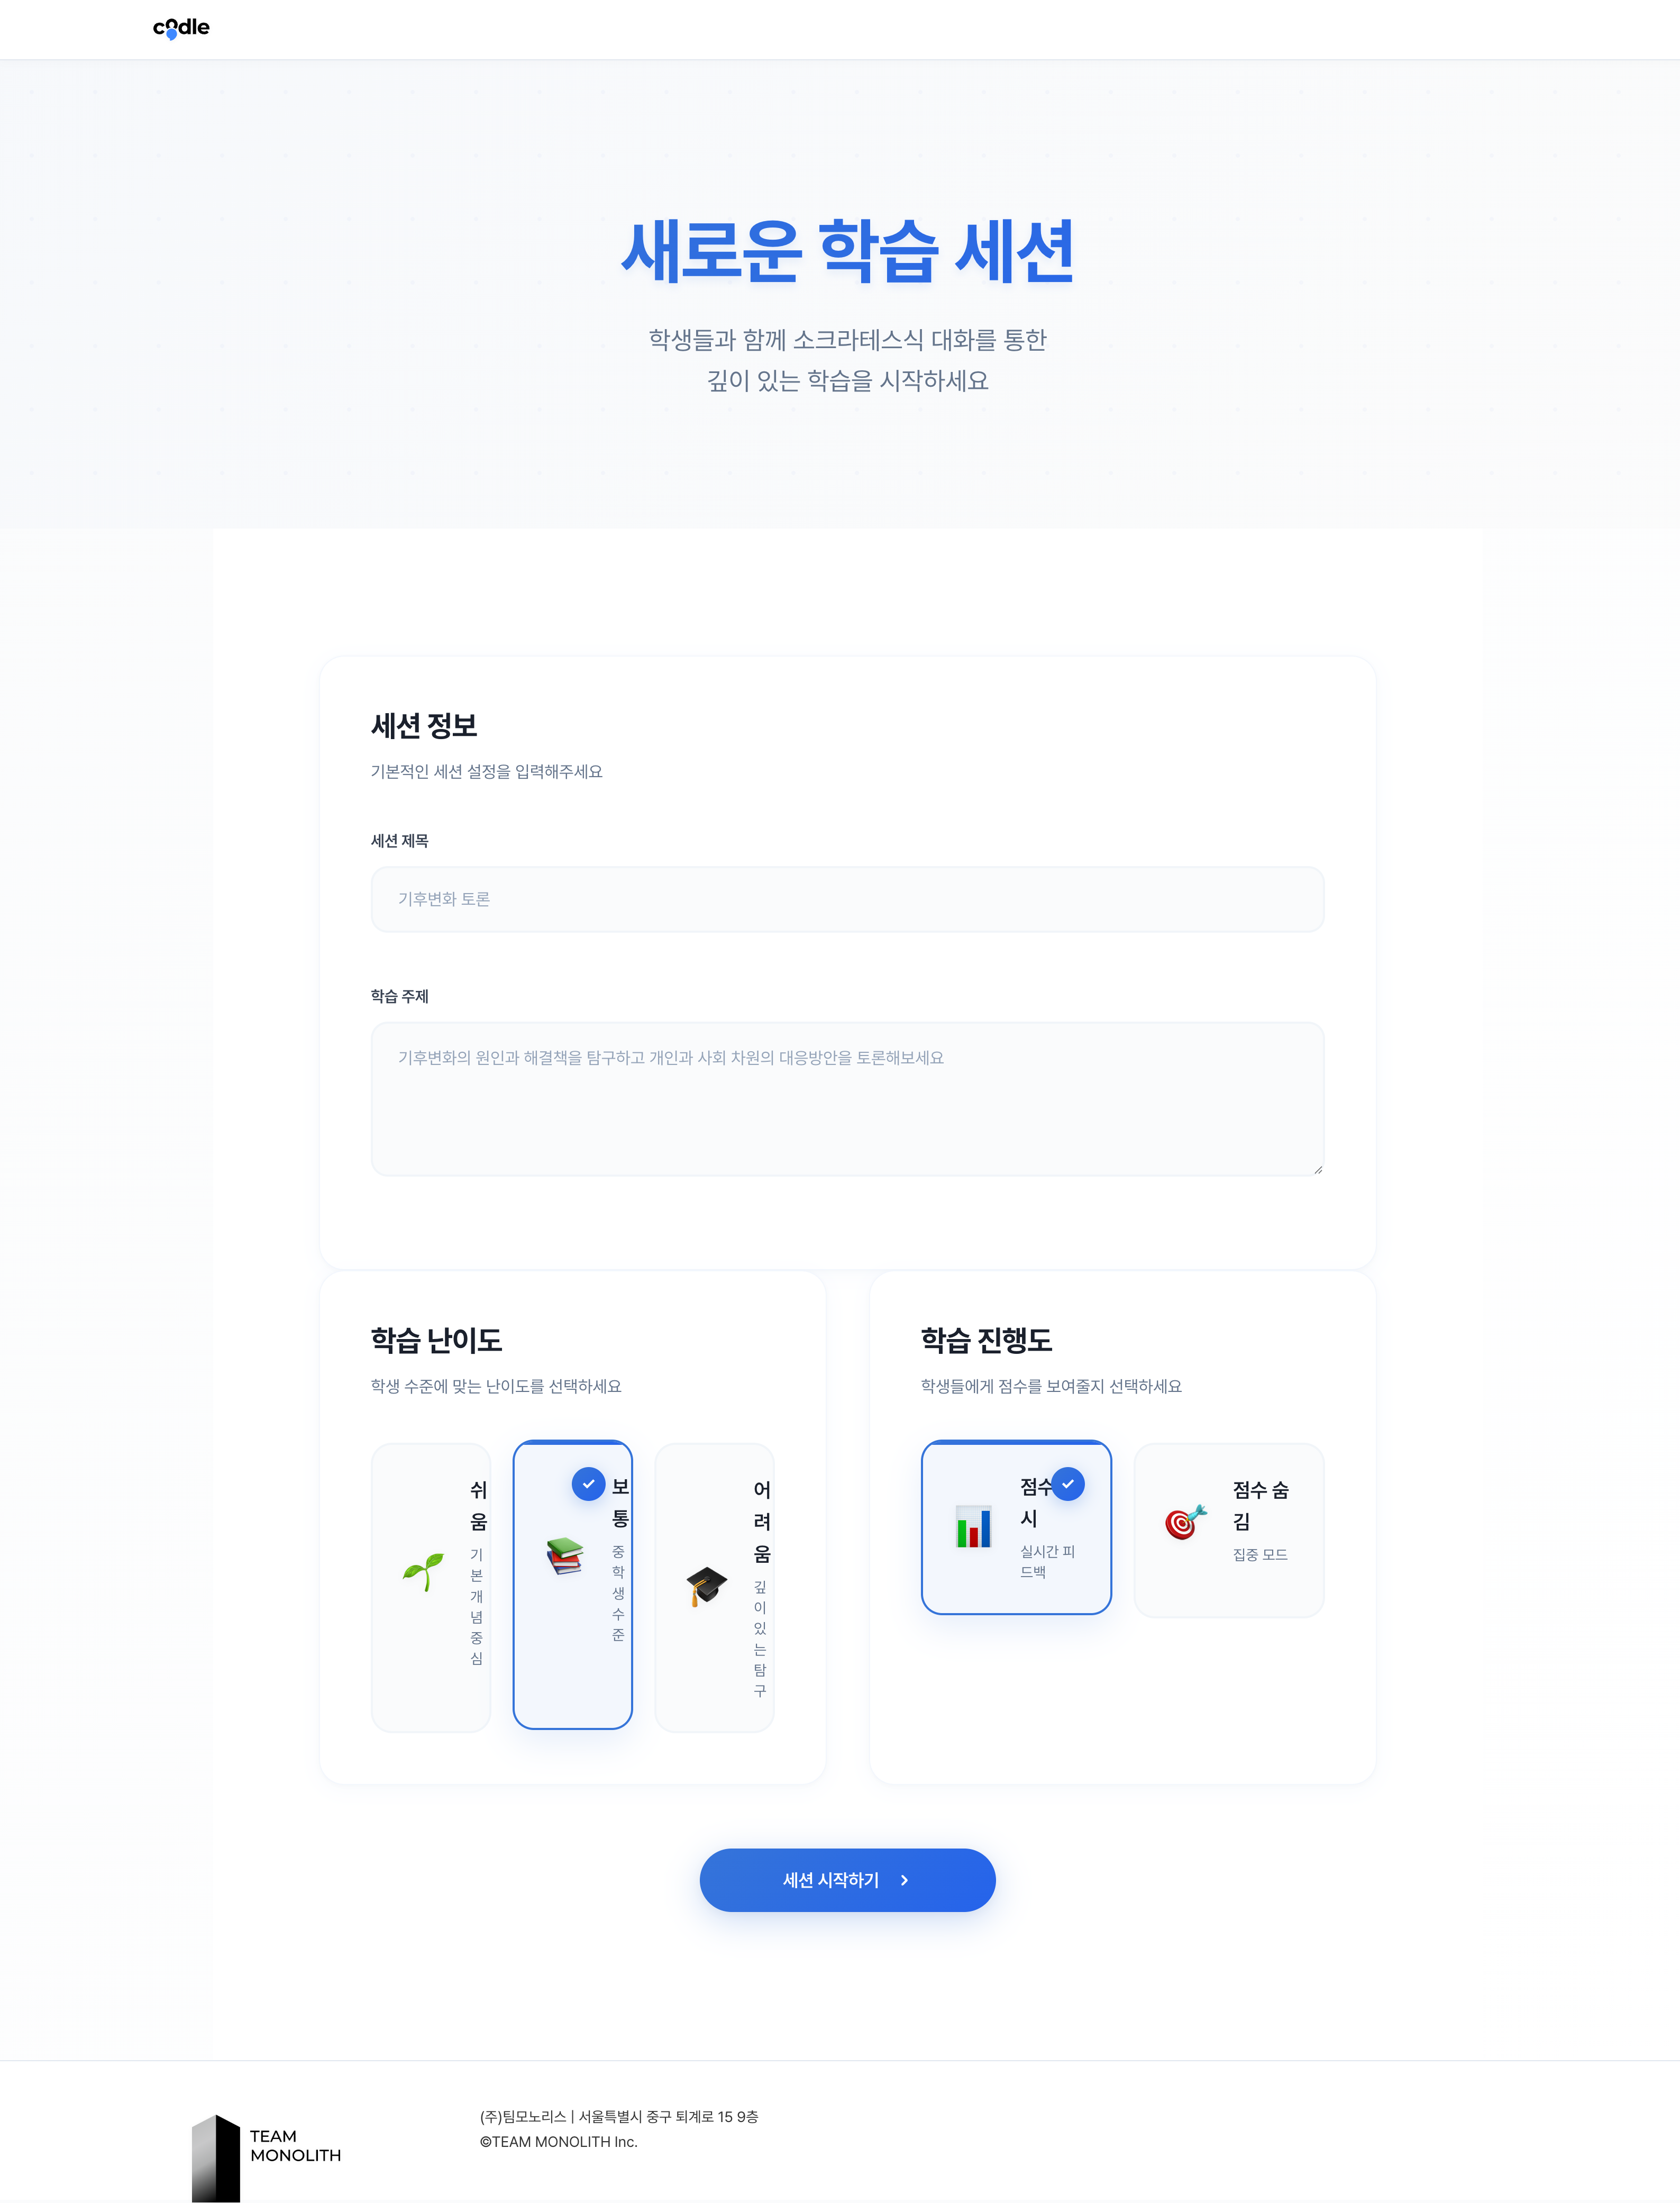 codle
새로운 학습 세션
학생들과 함께 소크라테스식 대화를 통한
깊이 있는 학습을 시작하세요
세션 정보
기본적인 세션 설정을 입력해주세요
세션 제목
기후변화 토론
학습 주제
기후변화의 원인과 해결책을 탐구하고 개인과 사회 차원의 대응방안을 토론해보세요
학습 난이도
학생 수준에 맞는 난이도를 선택하세요
쉬
움
기
본
개
념
중
심
보
통
중
학
생
수
준
어
려
움
깊
이
있
는
탐
구
학습 진행도
학생들에게 점수를 보여줄지 선택하세요
점수
시
실시간 피
드백
점수 숨
김
집중 모드
세션 시작하기
TEAM
MONOLITH
(주)팀모노리스 | 서울특별시 중구 퇴계로 15 9층
©TEAM MONOLITH Inc.